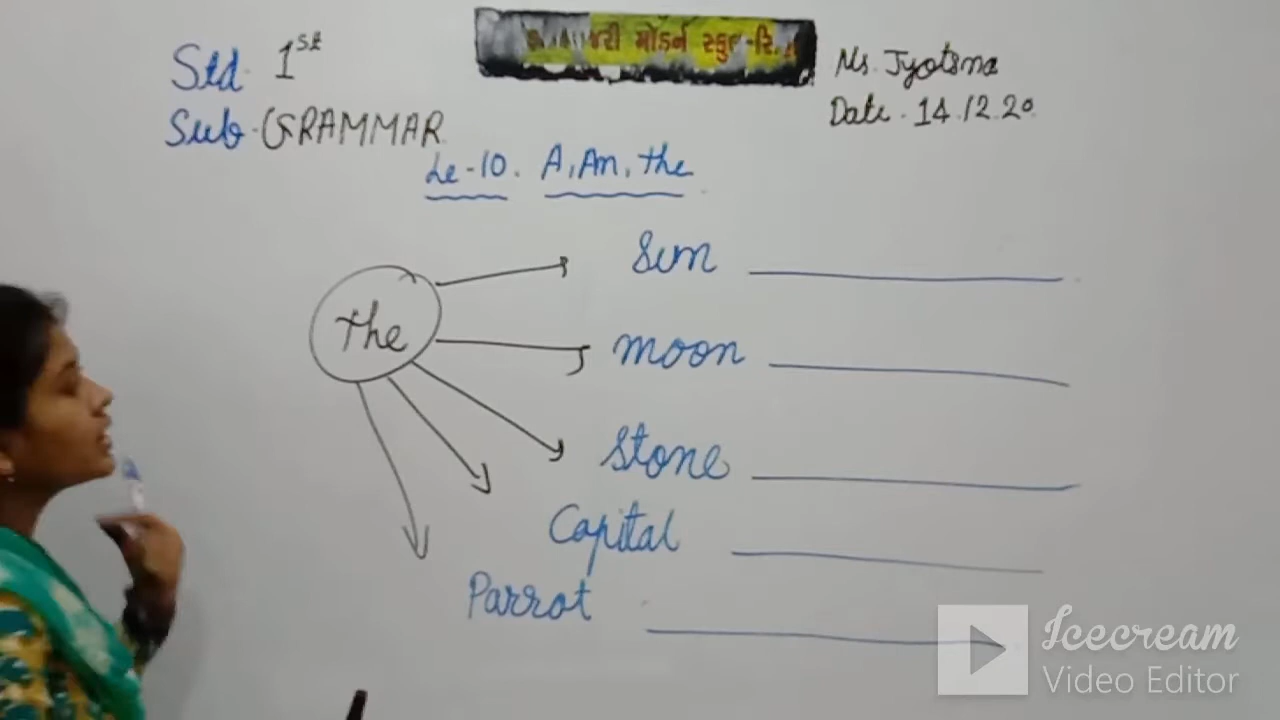 Std 1st
Sub- GRAMMAR
મોડર્ન સ્કુલ
Ms. Jyotsna
Date. 14.12.20
Le-10. A, An, the
the
Sun
moon
Stone
Capital
Parrot
Icecream
Video Editor